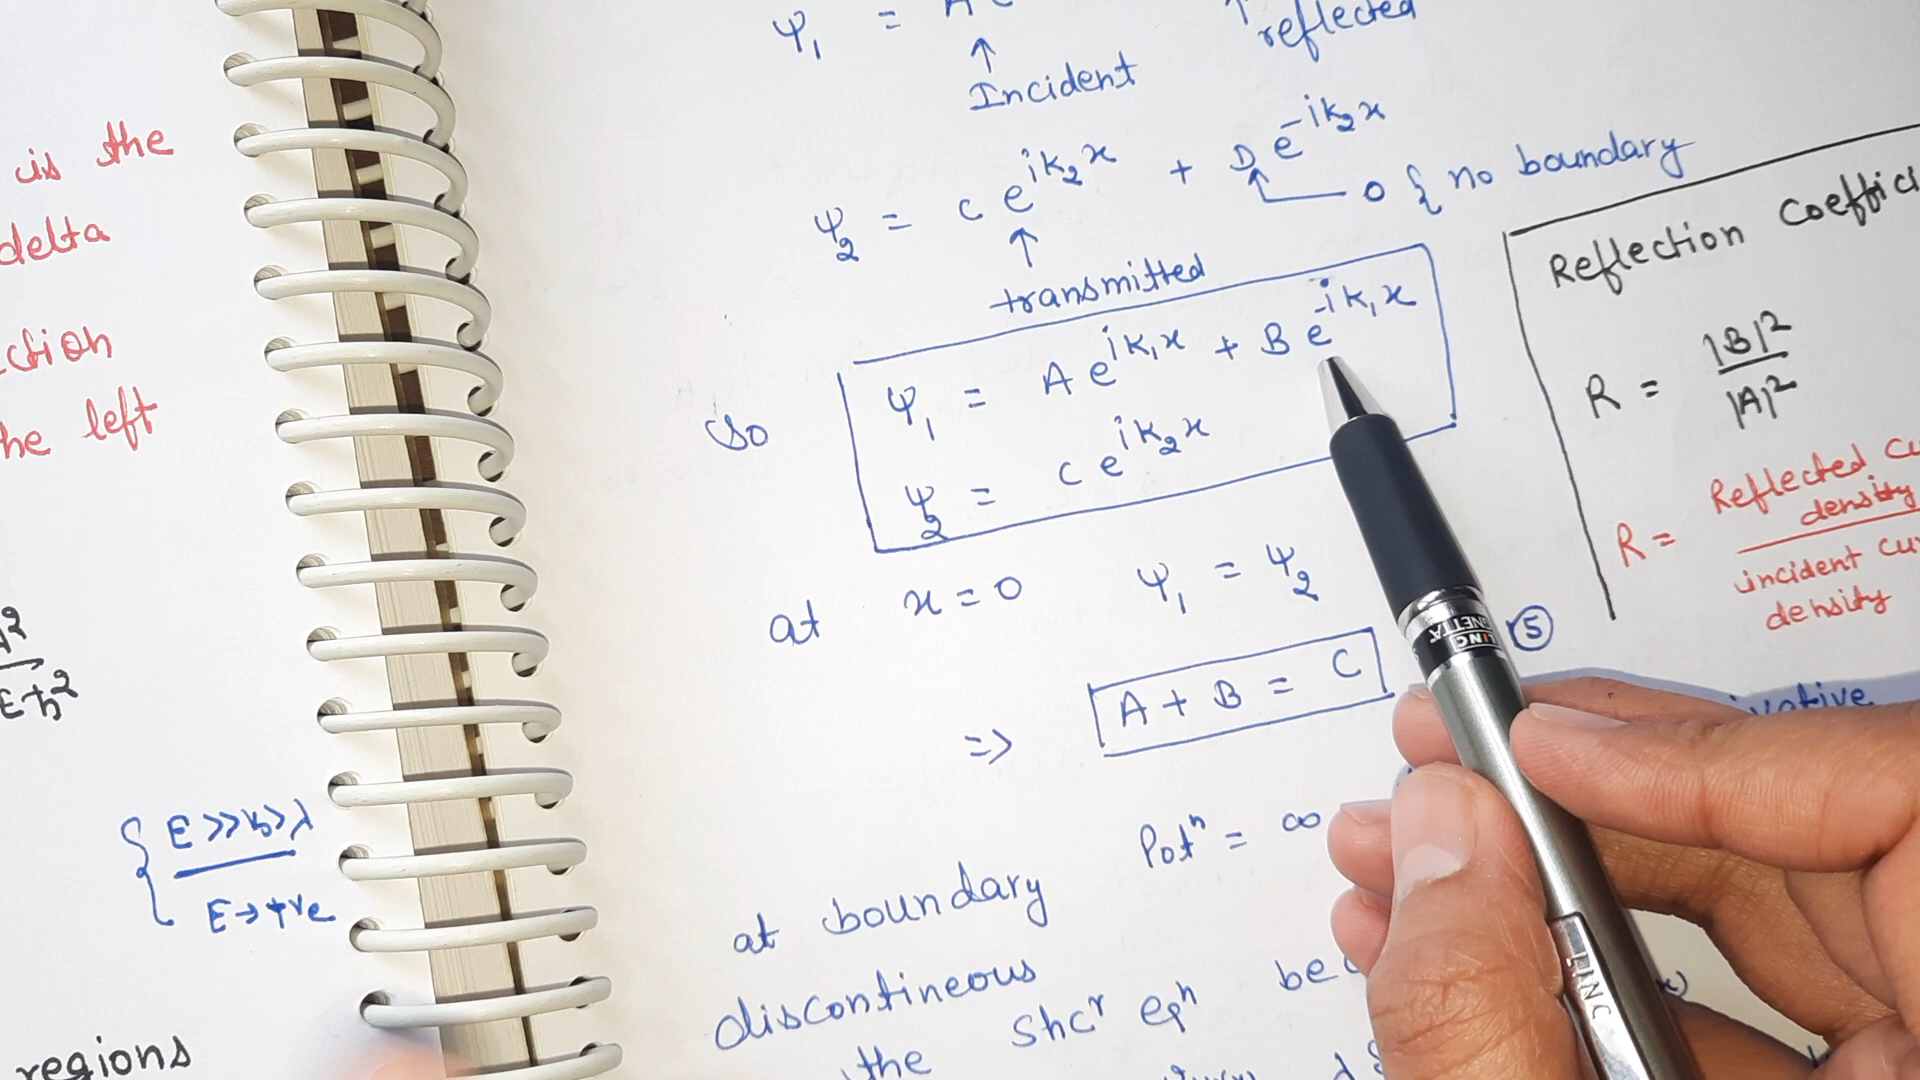 is the
delta
ction
he left
Eℏ²
{ E >> ℏ > λ
E → +ve
regions
ψ₁ =
↑ Incident
↑ reflected
ψ₂ = C e^{ik₂x} + D e^{-ik₂x}
0 { no boundary
↑ transmitted
So ψ₁ = A e^{ik₁x} + B e^{-ik₁x}
ψ₂ = C e^{ik₂x}
at x = 0 ψ₁ = ψ₂
=> A + B = C
5
Potⁿ = ∞
at boundary
discontineous
the Shcʳ eqⁿ
Reflection Coeffici
R = |B|²/|A|²
R = Reflected Cu density / incident cu density